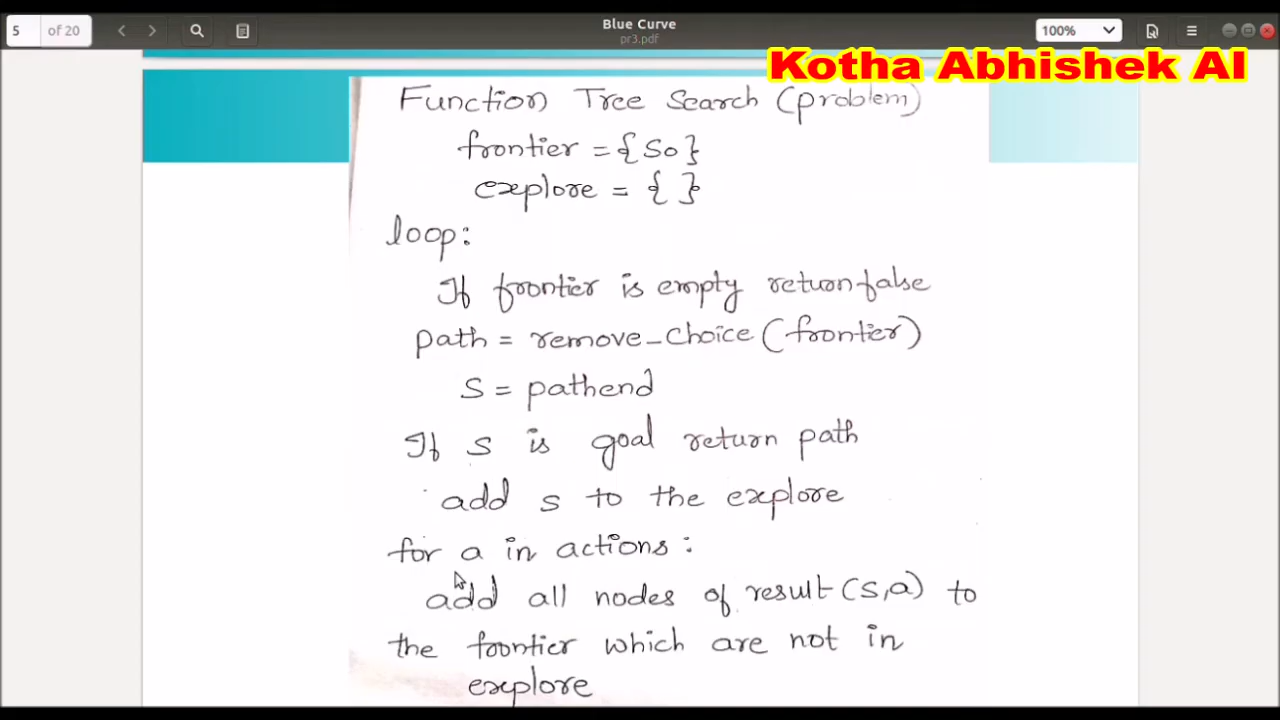 5 of 20
Blue Curve
pr3.pdf
100%
Kotha Abhishek AI
Function Tree Search (problem)
frontier = {So}
explore = { }
loop:
If frontier is empty return false
path = remove_choice (frontier)
S = pathend
If S is goal return path
add s to the explore
for a in actions:
add all nodes of result (s,a) to
the frontier which are not in
explore